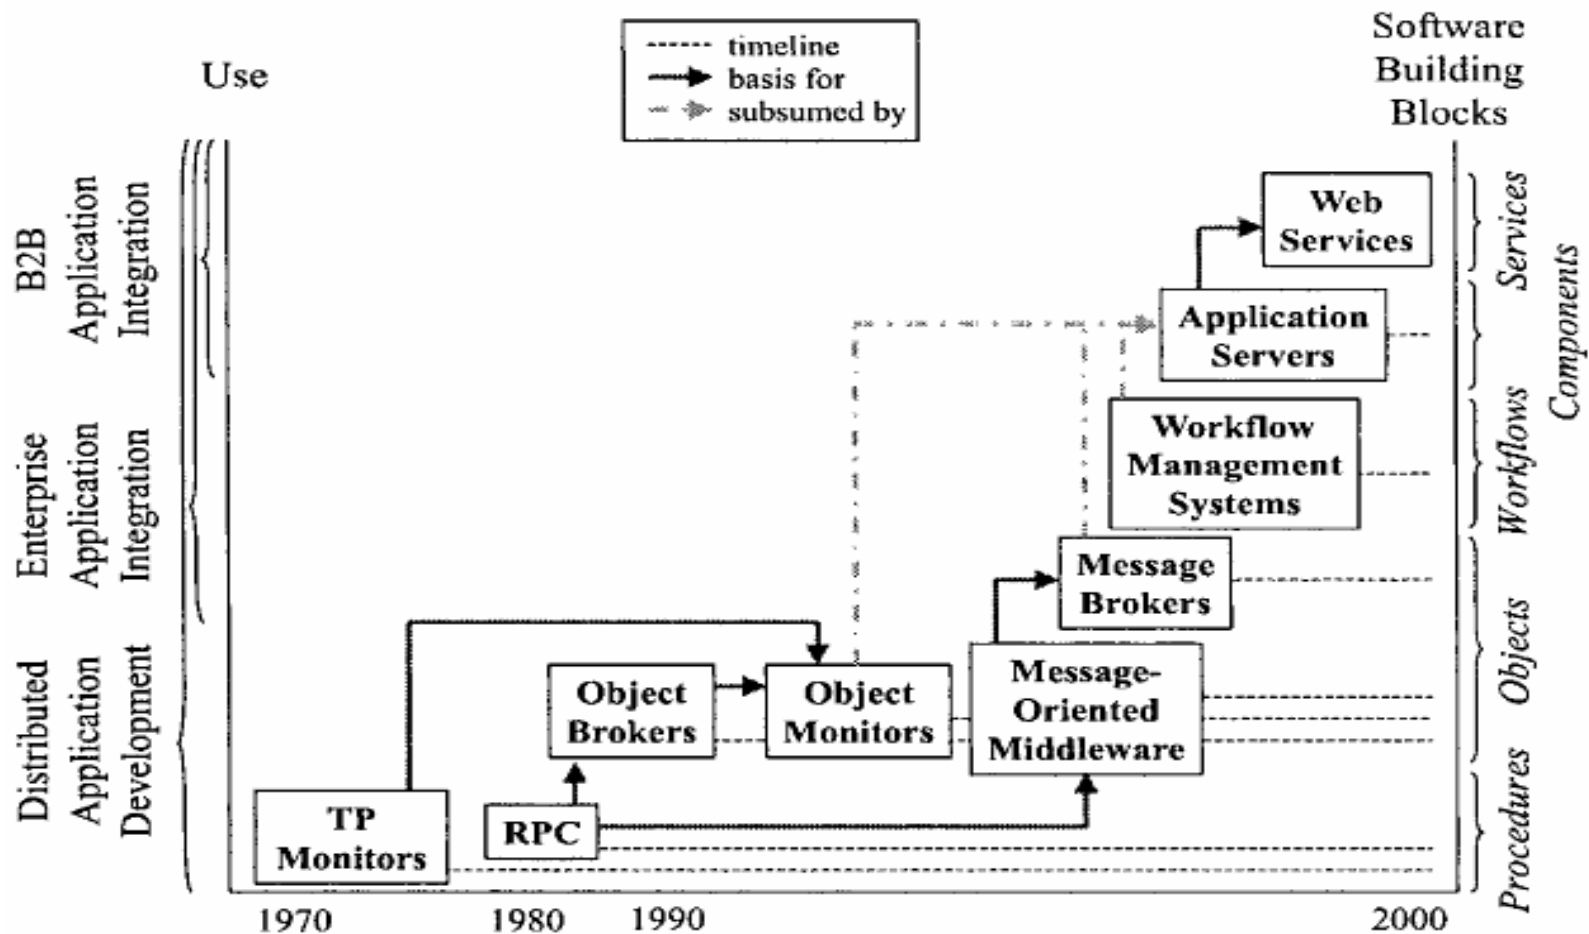 Use
timeline
basis for
subsumed by
Software
Building
Blocks
B2B
Application
Integration
Enterprise
Application
Integration
Distributed
Application
Development
Web
Services
Application
Servers
Workflow
Management
Systems
Message
Brokers
Object
Brokers
Object
Monitors
Message-
Oriented
Middleware
TP
Monitors
RPC
Services
Components
Workflows
Objects
Procedures
1970
1980
1990
2000